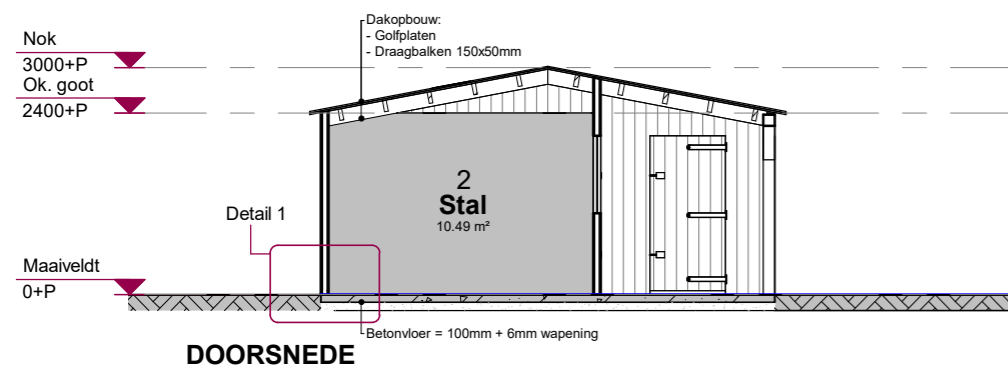 Dakopbouw:
- Golfplaten
- Draagbalken 150x50mm
Nok
3000+P
Ok. goot
2400+P
2
Stal
10.49 m²
Detail 1
Maaiveldt
0+P
Betonvloer = 100mm + 6mm wapening
DOORSNEDE